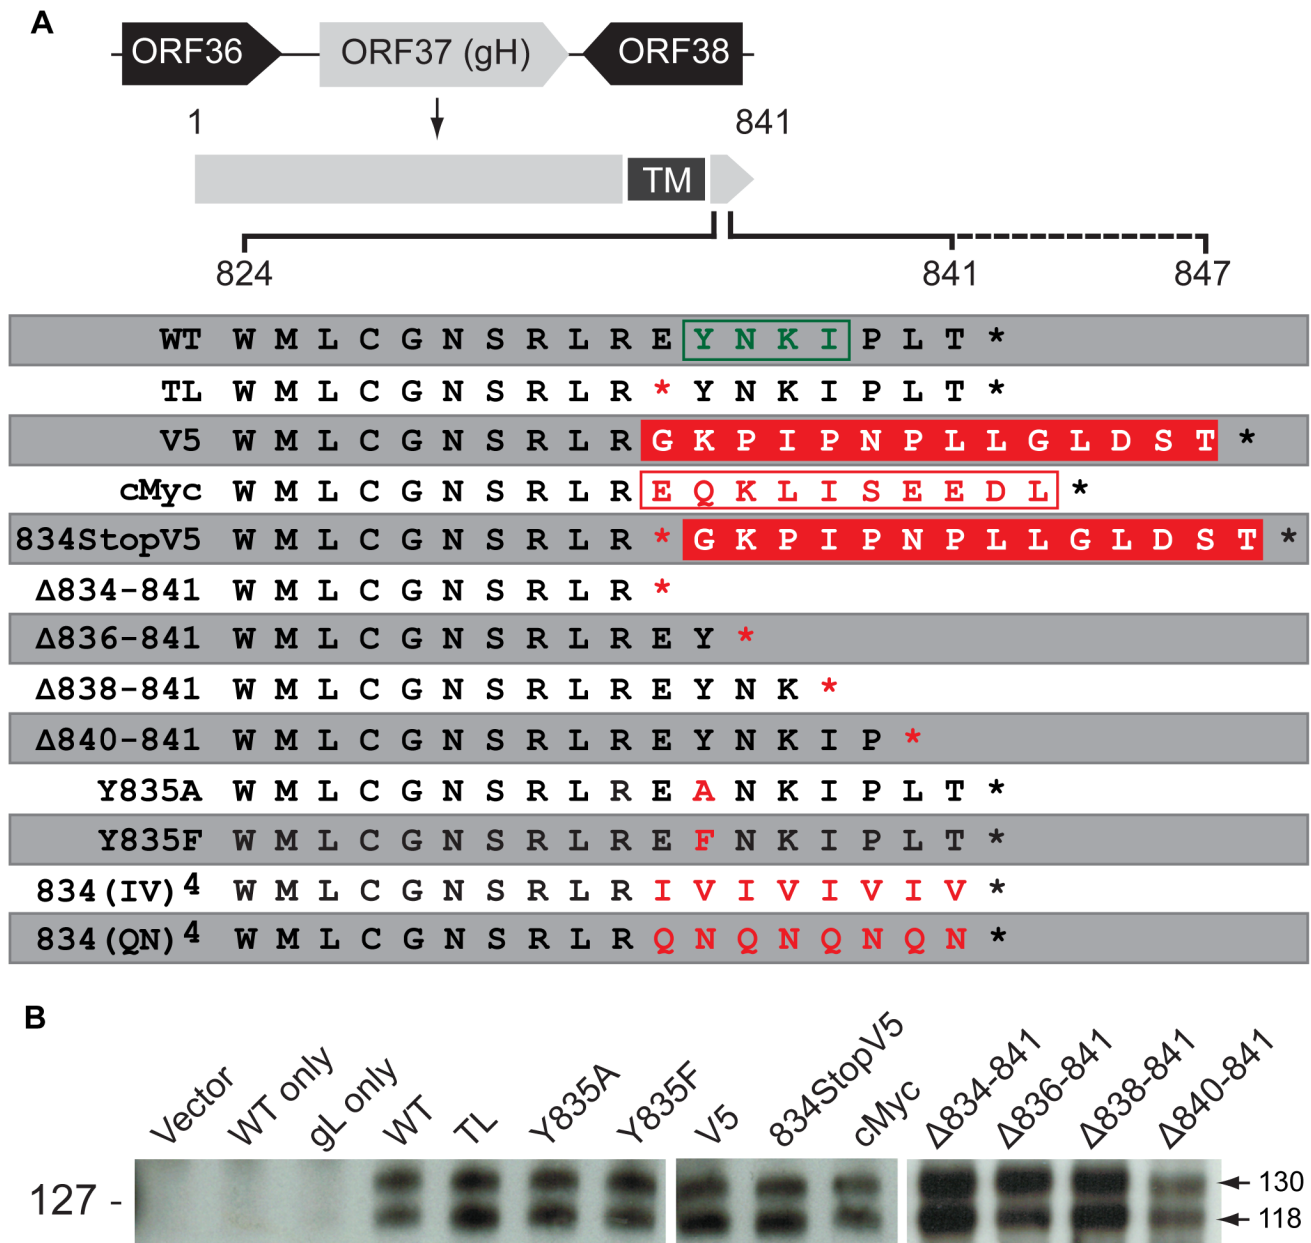 A
ORF36 ORF37 (gH) ORF38
1 841
TM
824 841 847
WT W M L C G N S R L R E Y N K I P L T *
TL W M L C G N S R L R * Y N K I P L T *
V5 W M L C G N S R L R G K P I P N P L L G L D S T *
cMyc W M L C G N S R L R E Q K L I S E E D L *
834StopV5 W M L C G N S R L R * G K P I P N P L L G L D S T *
Δ834-841 W M L C G N S R L R *
Δ836-841 W M L C G N S R L R E Y *
Δ838-841 W M L C G N S R L R E Y N K *
Δ840-841 W M L C G N S R L R E Y N K I P *
Y835A W M L C G N S R L R E A N K I P L T *
Y835F W M L C G N S R L R E F N K I P L T *
834(IV)4 W M L C G N S R L R I V I V I V I V *
834(QN)4 W M L C G N S R L R Q N Q N Q N Q N *
B
Vector WT only gL only WT TL Y835A Y835F V5 834StopV5 cMyc Δ834-841 Δ836-841 Δ838-841 Δ840-841
127 - 130
118